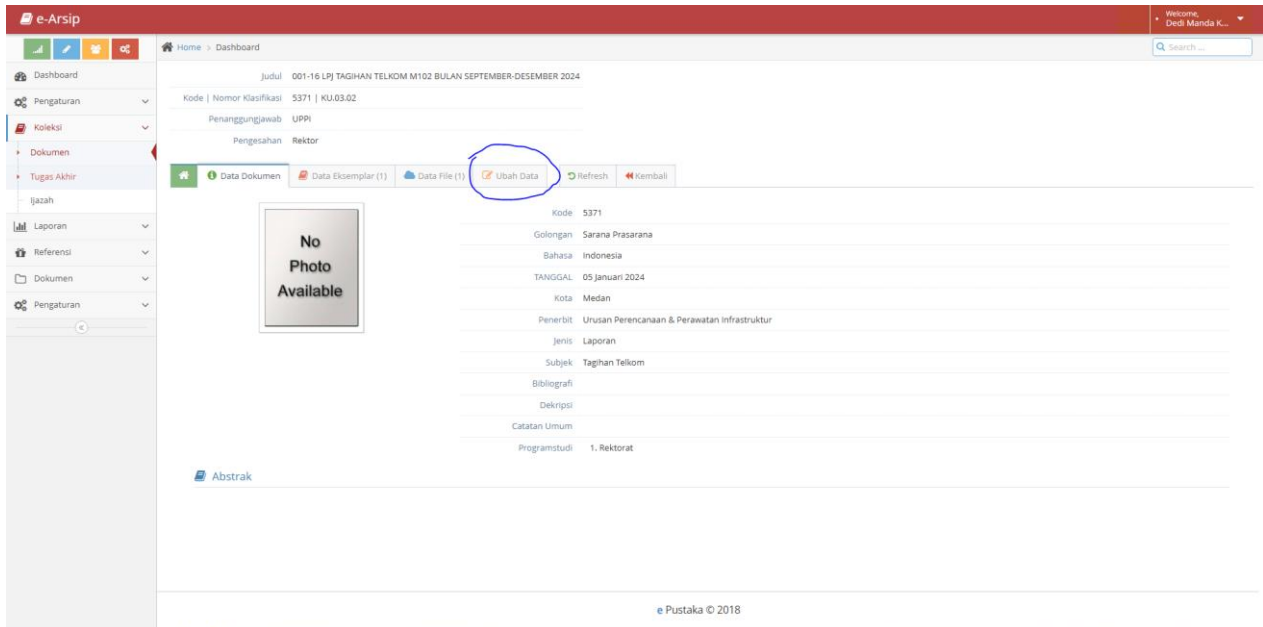 e-Arsip
Welcome,
Dedi Manda K...
Home > Dashboard
Search ...
Dashboard
Pengaturan
Koleksi
Dokumen
Tugas Akhir
Ijazah
Laporan
Referensi
Dokumen
Pengaturan
Judul 001-16 LPJ TAGIHAN TELKOM M102 BULAN SEPTEMBER-DESEMBER 2024
Kode | Nomor Klasifikasi 5371 | KU.03.02
Penanggungjawab UPPI
Pengesahan Rektor
Data Dokumen Data Eksemplar (1) Data File (1) Ubah Data Refresh Kembali
No
Photo
Available
Kode 5371
Golongan Sarana Prasarana
Bahasa Indonesia
TANGGAL 05 Januari 2024
Kota Medan
Penerbit Urusan Perencanaan & Perawatan Infrastruktur
Jenis Laporan
Subjek Tagihan Telkom
Bibliografi
Dekripsi
Catatan Umum
Programstudi 1. Rektorat
Abstrak
e Pustaka © 2018